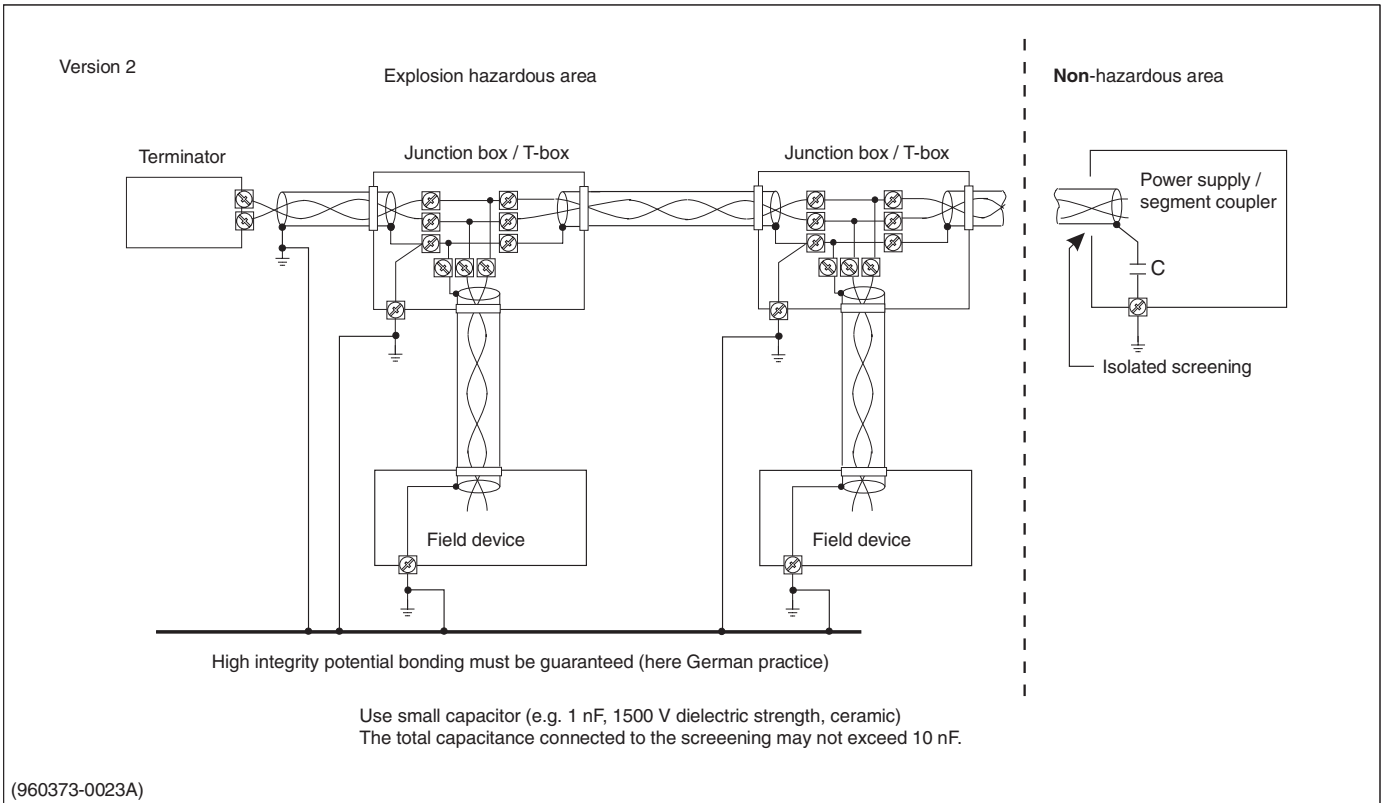 Version 2
Explosion hazardous area
Non-hazardous area
Terminator
Junction box / T-box
Junction box / T-box
Power supply /
segment coupler
C
Isolated screening
Field device
Field device
High integrity potential bonding must be guaranteed (here German practice)
Use small capacitor (e.g. 1 nF, 1500 V dielectric strength, ceramic)
The total capacitance connected to the screeening may not exceed 10 nF.
(960373-0023A)